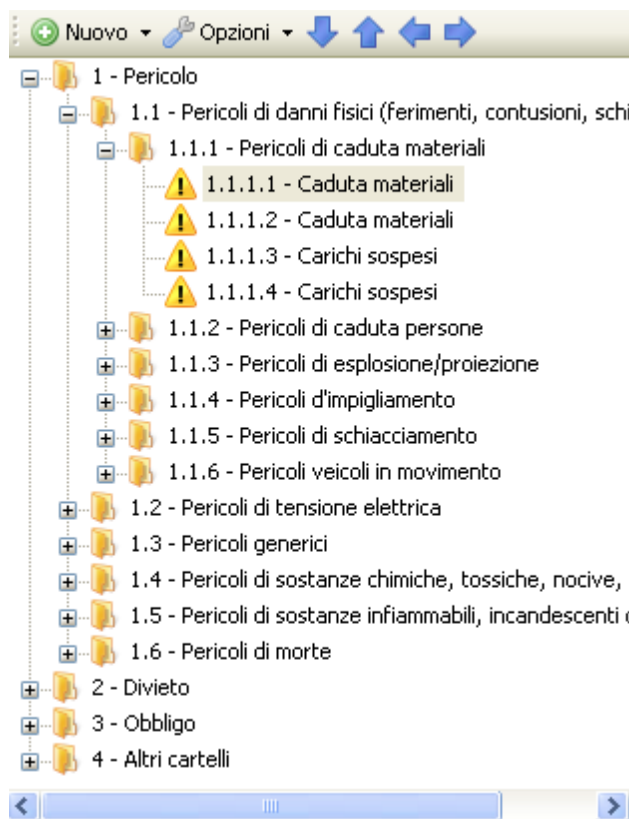 Nuovo Opzioni
1 - Pericolo
1.1 - Pericoli di danni fisici (ferimenti, contusioni, schi
1.1.1 - Pericoli di caduta materiali
1.1.1.1 - Caduta materiali
1.1.1.2 - Caduta materiali
1.1.1.3 - Carichi sospesi
1.1.1.4 - Carichi sospesi
1.1.2 - Pericoli di caduta persone
1.1.3 - Pericoli di esplosione/proiezione
1.1.4 - Pericoli d'impigliamento
1.1.5 - Pericoli di schiacciamento
1.1.6 - Pericoli veicoli in movimento
1.2 - Pericoli di tensione elettrica
1.3 - Pericoli generici
1.4 - Pericoli di sostanze chimiche, tossiche, nocive,
1.5 - Pericoli di sostanze infiammabili, incandescenti
1.6 - Pericoli di morte
2 - Divieto
3 - Obbligo
4 - Altri cartelli